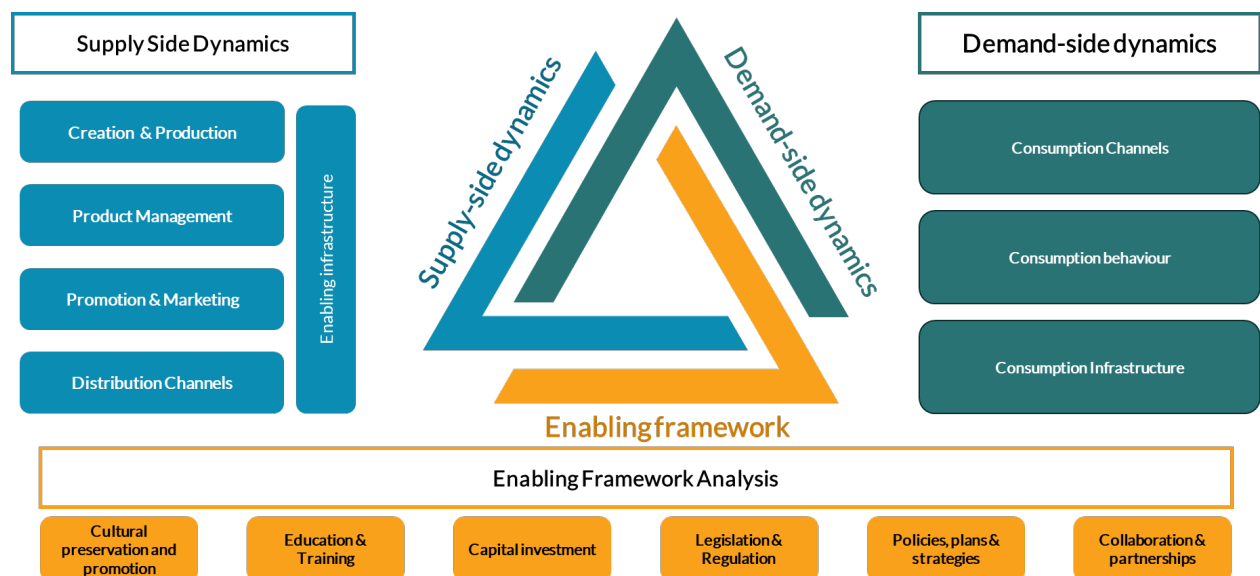 Supply Side Dynamics
Creation & Production
Product Management
Promotion & Marketing
Distribution Channels
Enabling infrastructure
Supply-side dynamics
Demand-side dynamics
Enabling framework
Demand-side dynamics
Consumption Channels
Consumption behaviour
Consumption Infrastructure
Enabling Framework Analysis
Cultural
preservation and
promotion
Education &
Training
Capital investment
Legislation &
Regulation
Policies, plans &
strategies
Collaboration &
partnerships